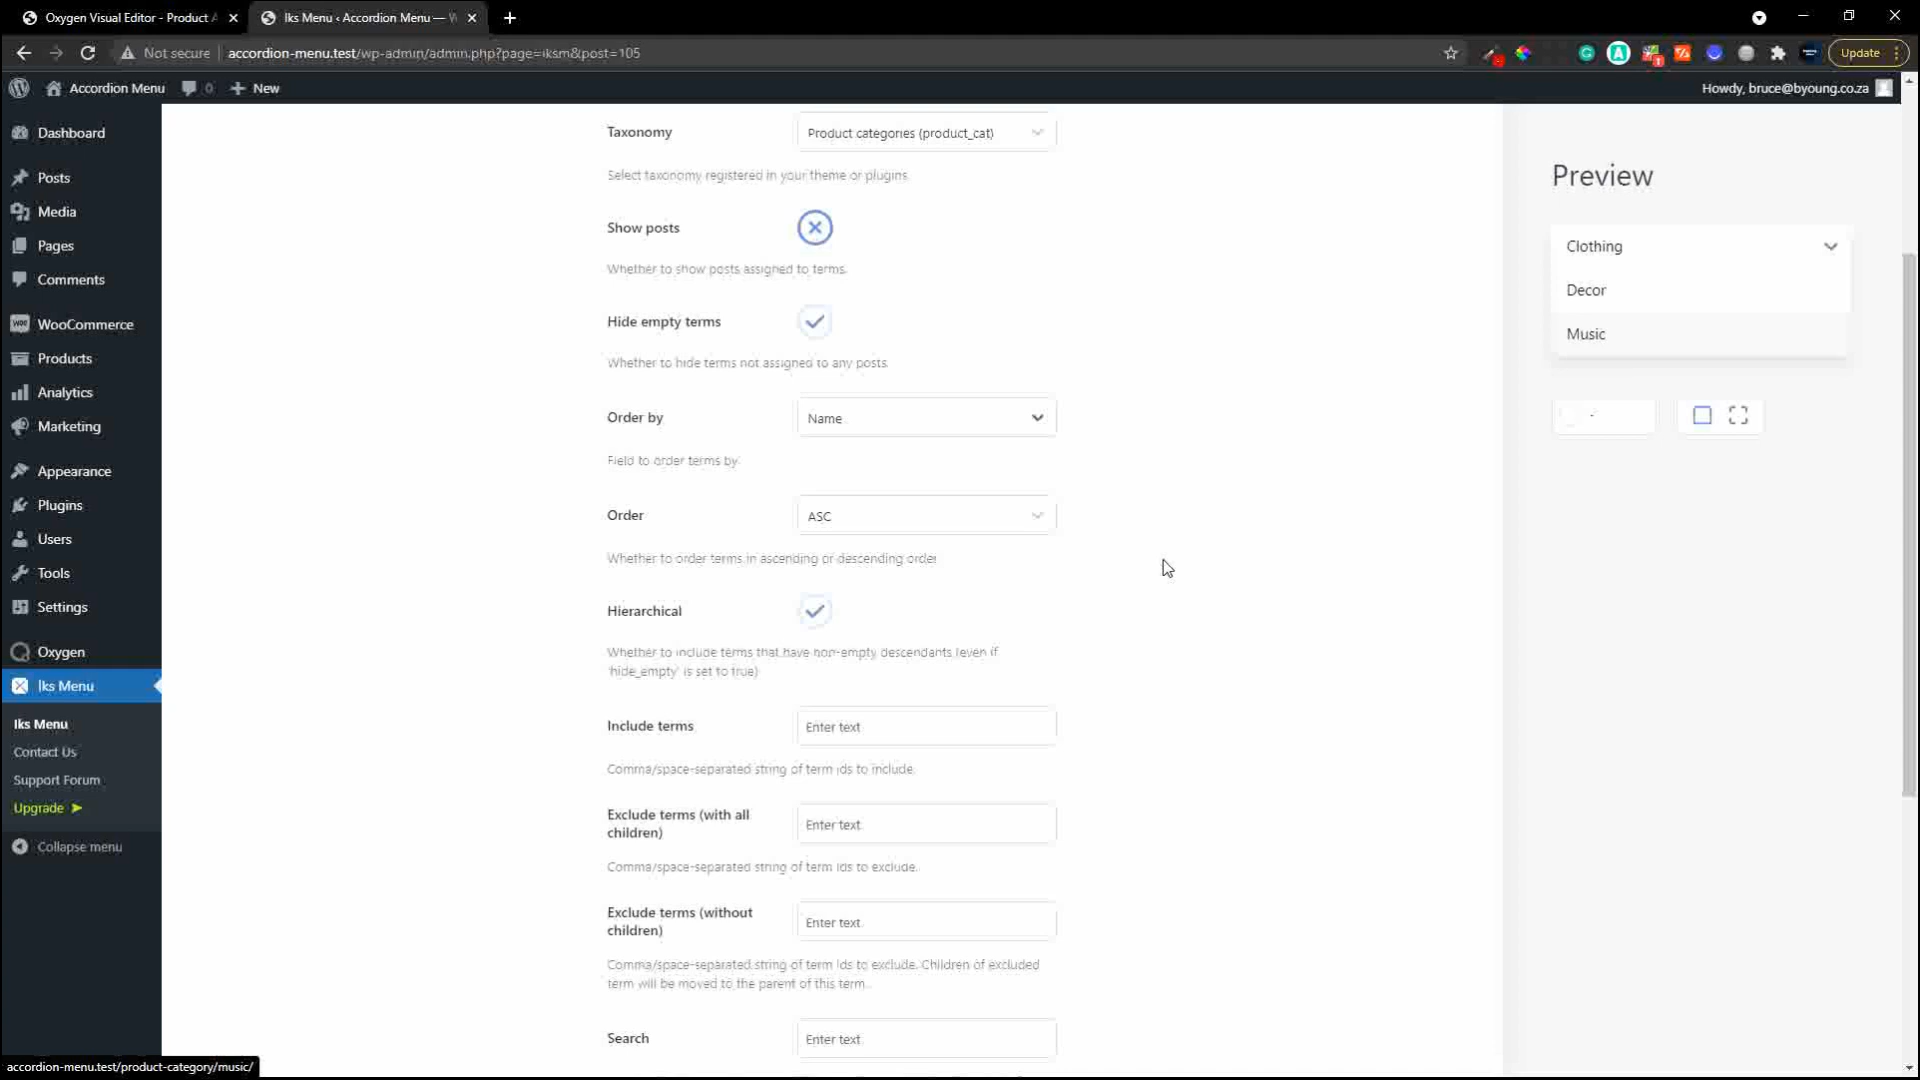 Oxygen Visual Editor - Product A
Iks Menu ‹ Accordion Menu — W
Not secure accordion-menu.test/wp-admin/admin.php?page=iksm&post=105
Update
Accordion Menu 0 New
Howdy, bruce@byoung.co.za
Dashboard
Posts
Media
Pages
Comments
WooCommerce
Products
Analytics
Marketing
Appearance
Plugins
Users
Tools
Settings
Oxygen
Iks Menu
Iks Menu
Contact Us
Support Forum
Upgrade ➤
Collapse menu
Taxonomy
Product categories (product_cat)
Select taxonomy registered in your theme or plugins.
Show posts
Whether to show posts assigned to terms.
Hide empty terms
Whether to hide terms not assigned to any posts.
Order by
Name
Field to order terms by
Order
ASC
Whether to order terms in ascending or descending order
Hierarchical
Whether to include terms that have non-empty descendants (even if
'hide_empty' is set to true)
Include terms
Enter text
Comma/space-separated string of term ids to include.
Exclude terms (with all
children)
Enter text
Comma/space-separated string of term ids to exclude.
Exclude terms (without
children)
Enter text
Comma/space-separated string of term ids to exclude. Children of excluded
term will be moved to the parent of this term.
Search
Enter text
Preview
Clothing
Decor
Music
accordion-menu.test/product-category/music/